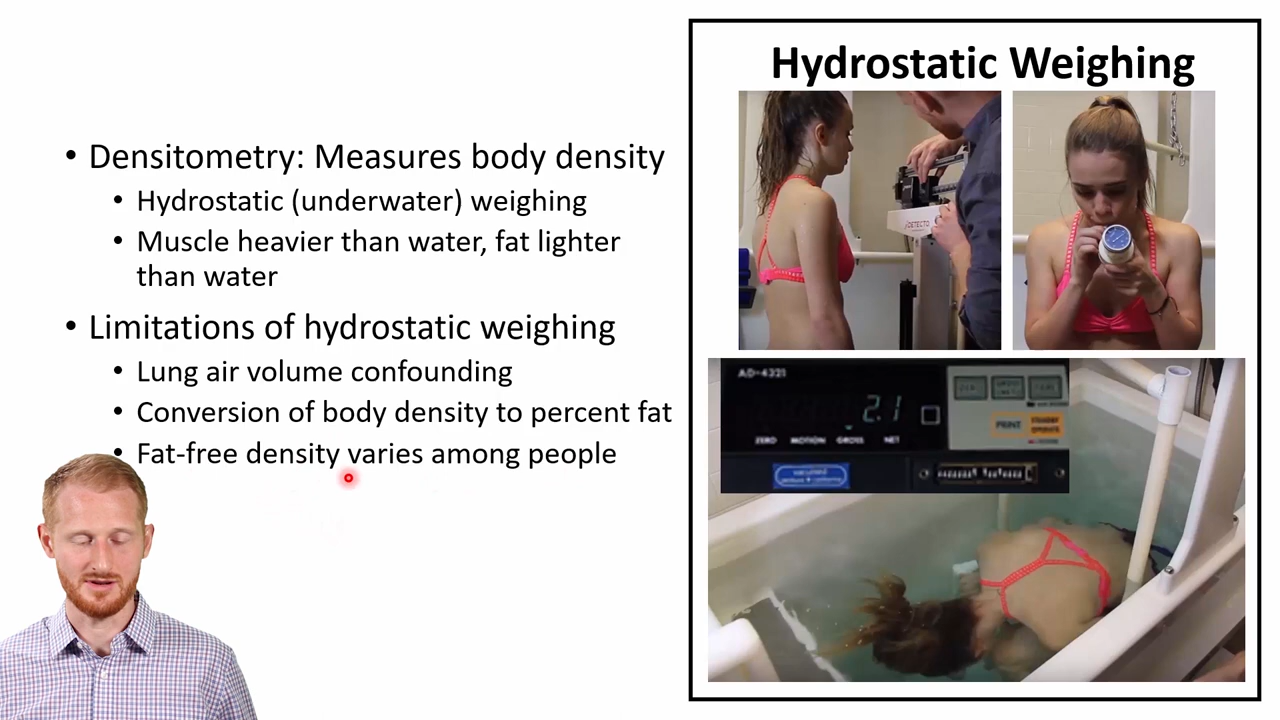 Hydrostatic Weighing
• Densitometry: Measures body density
• Hydrostatic (underwater) weighing
• Muscle heavier than water, fat lighter
than water
• Limitations of hydrostatic weighing
• Lung air volume confounding
• Conversion of body density to percent fat
• Fat-free density varies among people
DETECTO
AD-4321
2.1
ZERO MOTION GROSS NET
PRINT